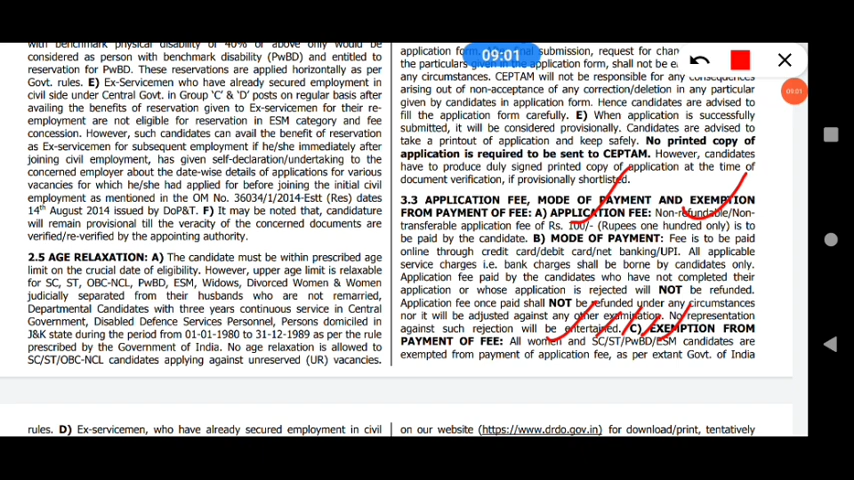 09:01
09:01
with benchmark physical disability of 40% or above only would be
considered as person with benchmark disability (PwBD) and entitled to
reservation for PwBD. These reservations are applied horizontally as per
Govt. rules. E) Ex-Servicemen who have already secured employment in
civil side under Central Govt. in Group 'C' & 'D' posts on regular basis after
availing the benefits of reservation given to Ex-servicemen for their re-
employment are not eligible for reservation in ESM category and fee
concession. However, such candidates can avail the benefit of reservation
as Ex-servicemen for subsequent employment if he/she immediately after
joining civil employment, has given self-declaration/undertaking to the
concerned employer about the date-wise details of applications for various
vacancies for which he/she had applied for before joining the initial civil
employment as mentioned in the OM No. 36034/1/2014-Estt (Res) dates
14th August 2014 issued by DoP&T. F) It may be noted that, candidature
will remain provisional till the veracity of the concerned documents are
verified/re-verified by the appointing authority.
2.5 AGE RELAXATION: A) The candidate must be within prescribed age
limit on the crucial date of eligibility. However, upper age limit is relaxable
for SC, ST, OBC-NCL, PwBD, ESM, Widows, Divorced Women & Women
judicially separated from their husbands who are not remarried,
Departmental Candidates with three years continuous service in Central
Government, Disabled Defence Services Personnel, Persons domiciled in
J&K state during the period from 01-01-1980 to 31-12-1989 as per the rule
prescribed by the Government of India. No age relaxation is allowed to
SC/ST/OBC-NCL candidates applying against unreserved (UR) vacancies.
rules. D) Ex-servicemen, who have already secured employment in civil
application form. submission, request for
the particulars given in the application form, shall not be
any circumstances. CEPTAM will not be responsible for any consequences
arising out of non-acceptance of any correction/deletion in any particular
given by candidates in application form. Hence candidates are advised to
fill the application form carefully. E) When application is successfully
submitted, it will be considered provisionally. Candidates are advised to
take a printout of application and keep safely. No printed copy of
application is required to be sent to CEPTAM. However, candidates
have to produce duly signed printed copy of application at the time of
document verification, if provisionally shortlisted.
3.3 APPLICATION FEE, MODE OF PAYMENT AND EXEMPTION
FROM PAYMENT OF FEE: A) APPLICATION FEE: Non-refundable/Non-
transferable application fee of Rs. 100/- (Rupees one hundred only) is to
be paid by the candidate. B) MODE OF PAYMENT: Fee is to be paid
online through credit card/debit card/net banking/UPI. All applicable
service charges i.e. bank charges shall be borne by candidates only.
Application fee paid by the candidates who have not completed their
application or whose application is rejected will NOT be refunded.
Application fee once paid shall NOT be refunded under any circumstances
nor it will be adjusted against any other examination. No representation
against such rejection will be entertained. C) EXEMPTION FROM
PAYMENT OF FEE: All women and SC/ST/PwBD/ESM candidates are
exempted from payment of application fee, as per extant Govt. of India
on our website (https://www.drdo.gov.in) for download/print, tentatively